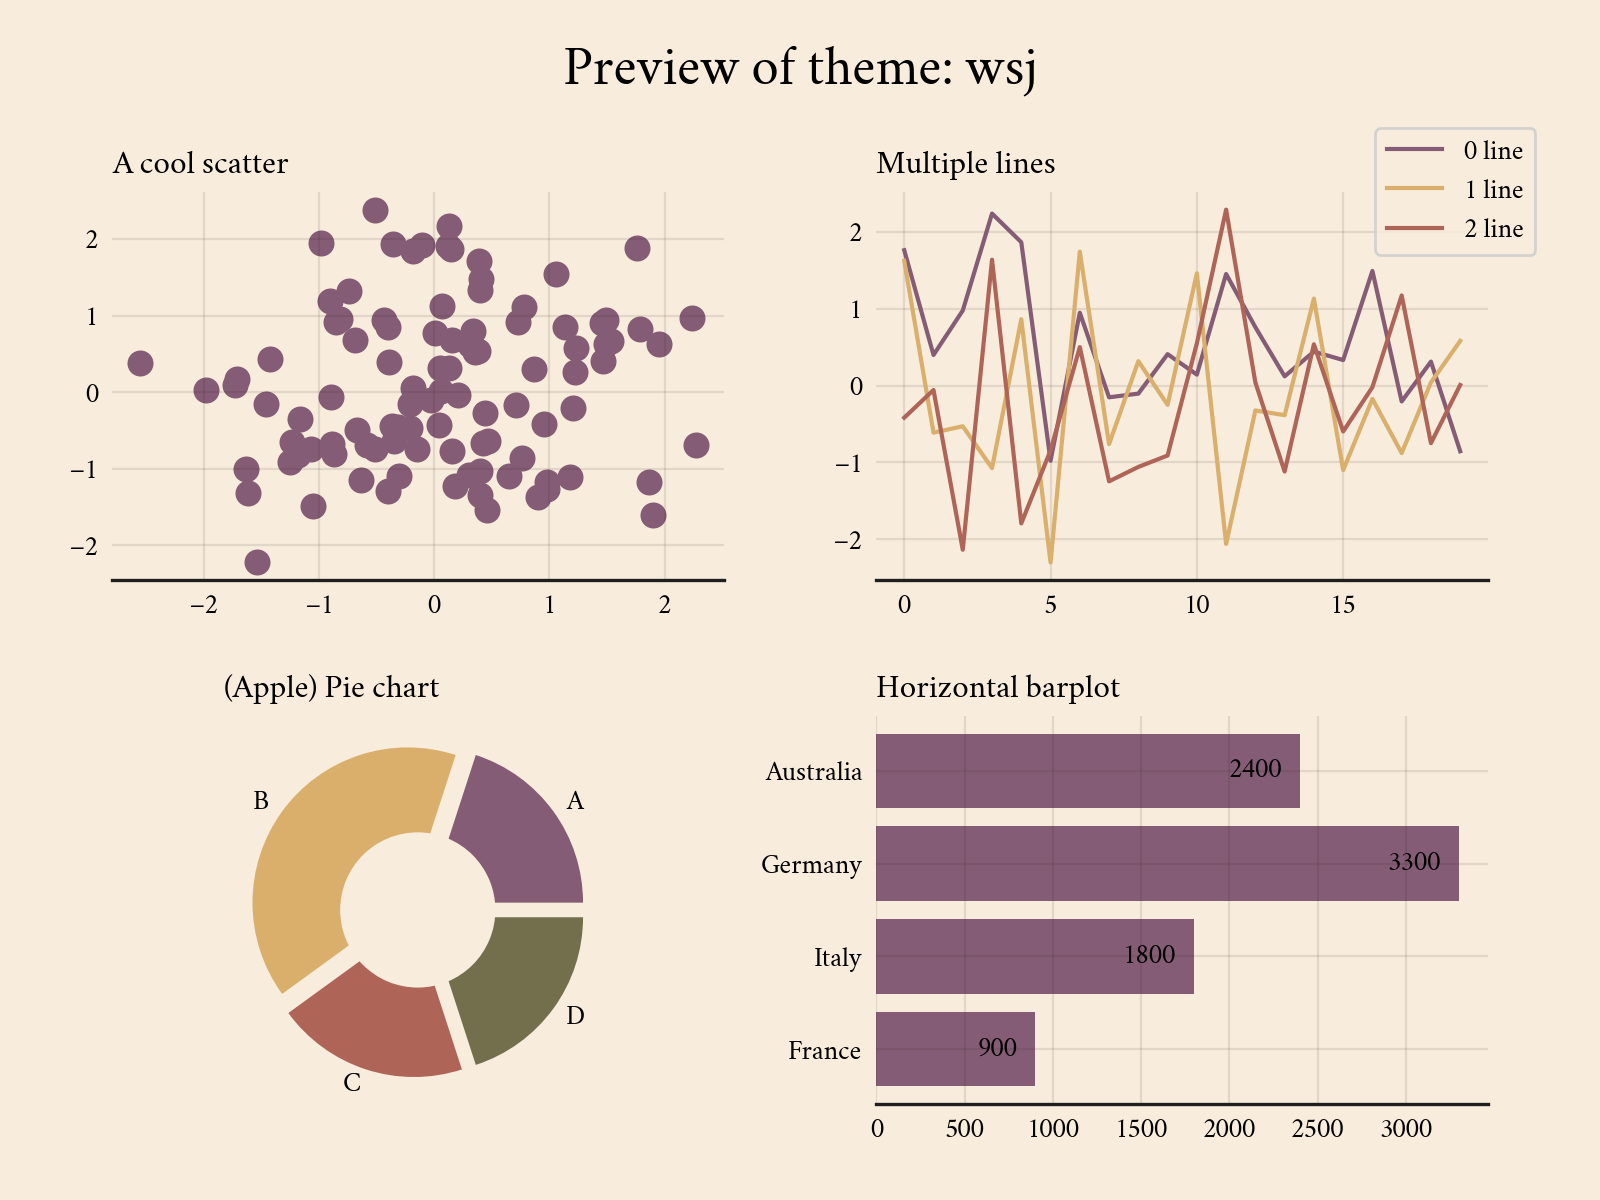 Preview of theme: wsj
A cool scatter
2
1
0
−1
−2
−2 −1 0 1 2
Multiple lines
0 line
1 line
2 line
2
1
0
−1
−2
0 5 10 15
(Apple) Pie chart
B
A
D
C
Horizontal barplot
Australia 2400
Germany 3300
Italy 1800
France 900
0 500 1000 1500 2000 2500 3000